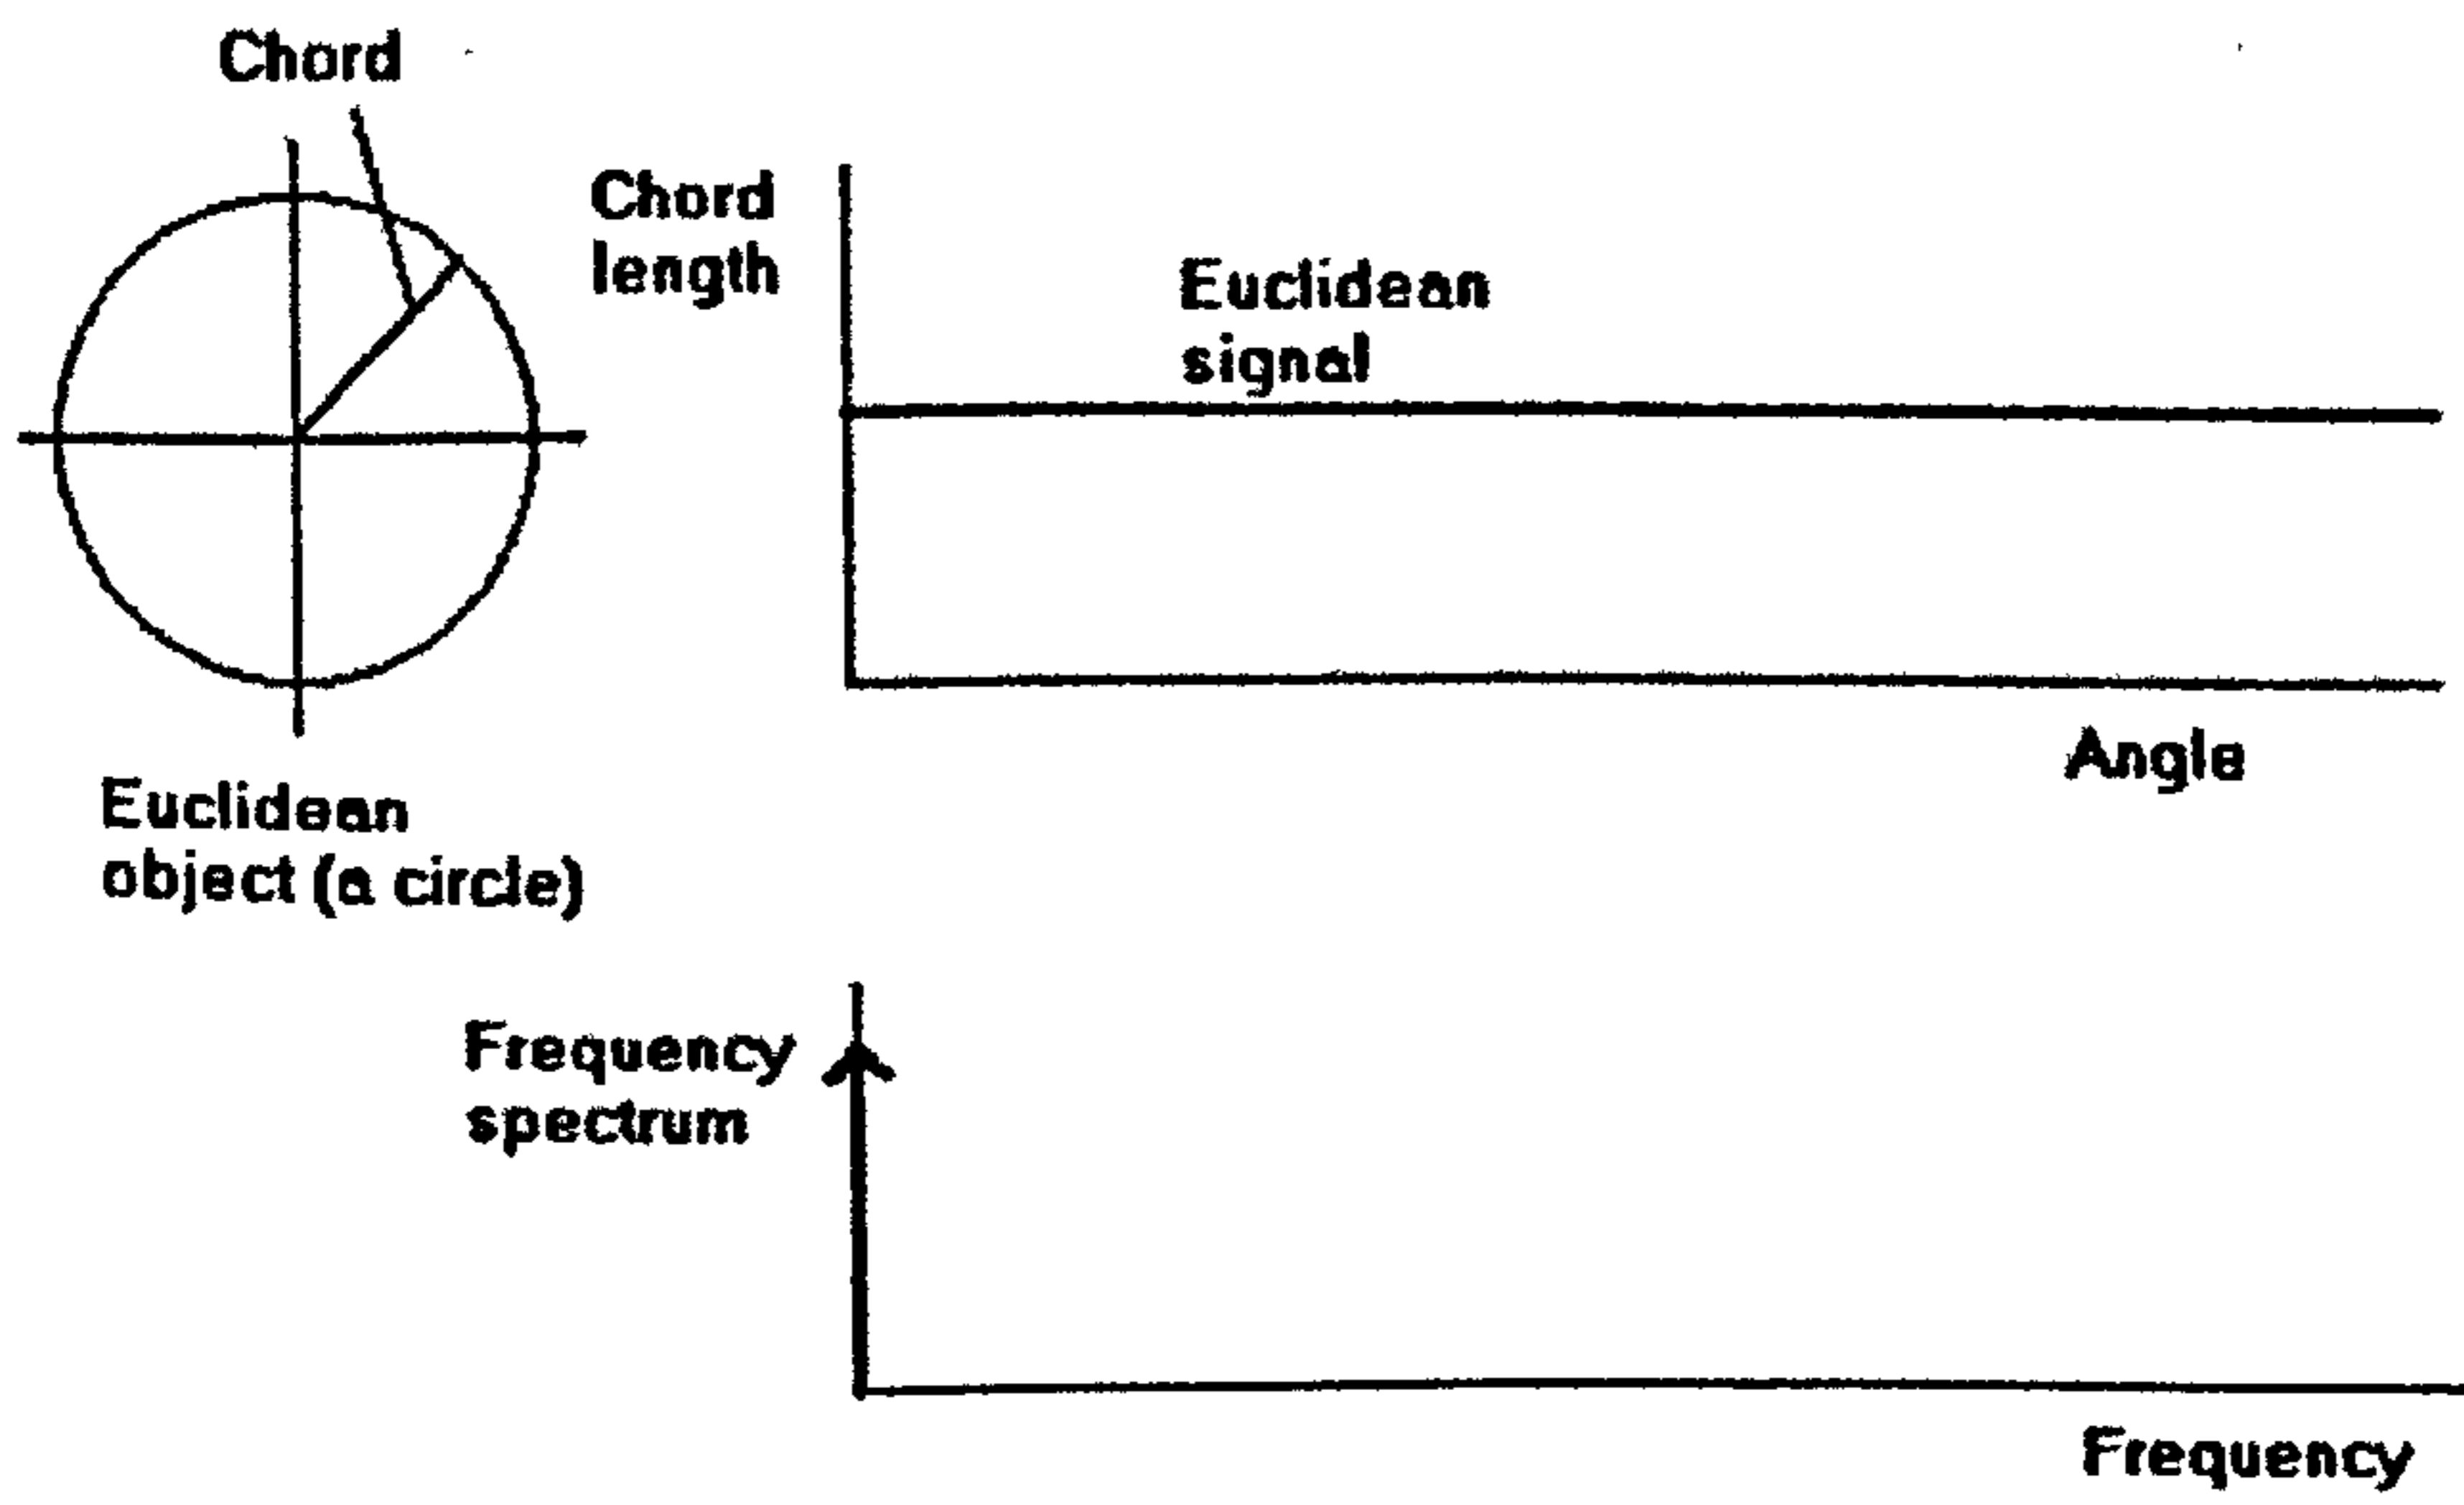 Chord
Chord
length
Euclidean
signal
Angle
Euclidean
object (a circle)
Frequency
spectrum
Frequency